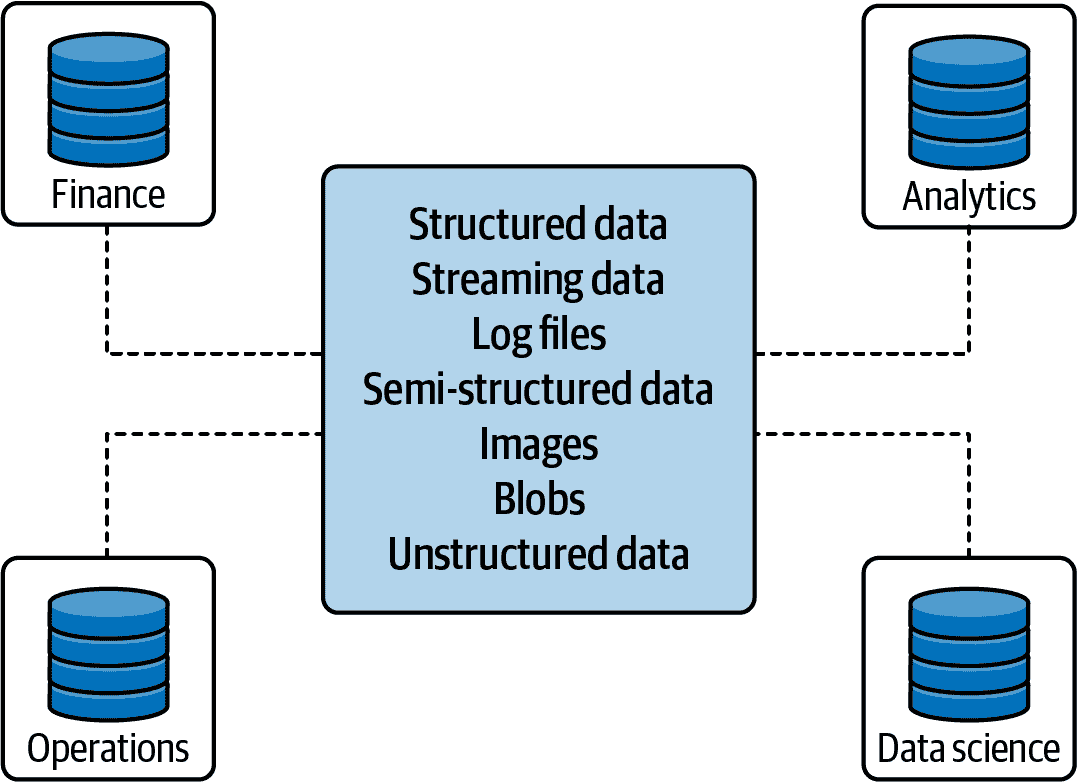 Finance
Analytics
Structured data
Streaming data
Log files
Semi-structured data
Images
Blobs
Unstructured data
Operations
Data science